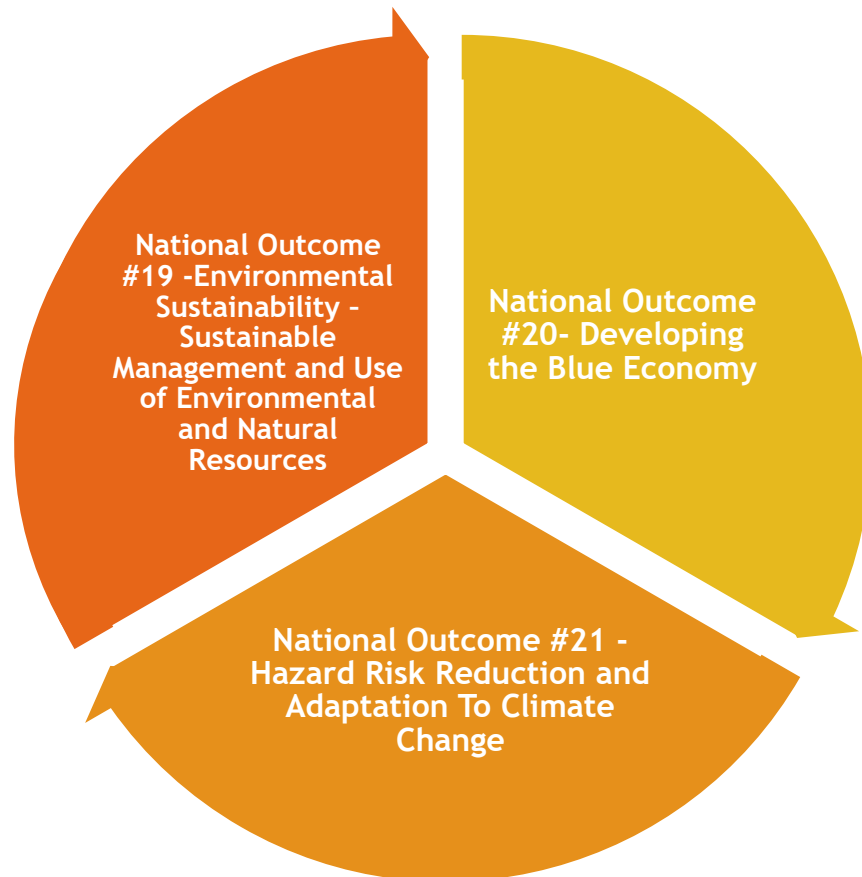 National Outcome
#19 -Environmental
Sustainability –
Sustainable
Management and Use
of Environmental
and Natural
Resources
National Outcome
#20- Developing
the Blue Economy
National Outcome #21 -
Hazard Risk Reduction and
Adaptation To Climate
Change